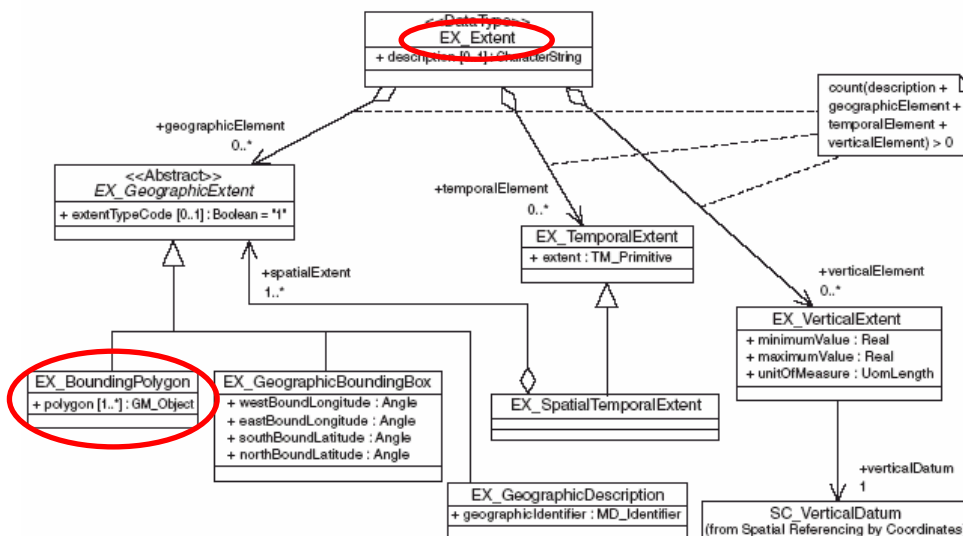 <<DataType>>
EX_Extent
+ description [0..1] : CharacterString
count(description +
geographicElement +
temporalElement +
verticalElement) > 0
+geographicElement
0..*
<<Abstract>>
EX_GeographicExtent
+ extentTypeCode [0..1] : Boolean = "1"
+temporalElement
0..*
EX_TemporalExtent
+ extent : TM_Primitive
+spatialExtent
1..*
+verticalElement
0..*
EX_VerticalExtent
+ minimumValue : Real
+ maximumValue : Real
+ unitOfMeasure : UomLength
EX_BoundingPolygon
+ polygon [1..*] : GM_Object
EX_GeographicBoundingBox
+ westBoundLongitude : Angle
+ eastBoundLongitude : Angle
+ southBoundLatitude : Angle
+ northBoundLatitude : Angle
EX_SpatialTemporalExtent
+verticalDatum
1
EX_GeographicDescription
+ geographicIdentifier : MD_Identifier
SC_VerticalDatum
(from Spatial Referencing by Coordinates)